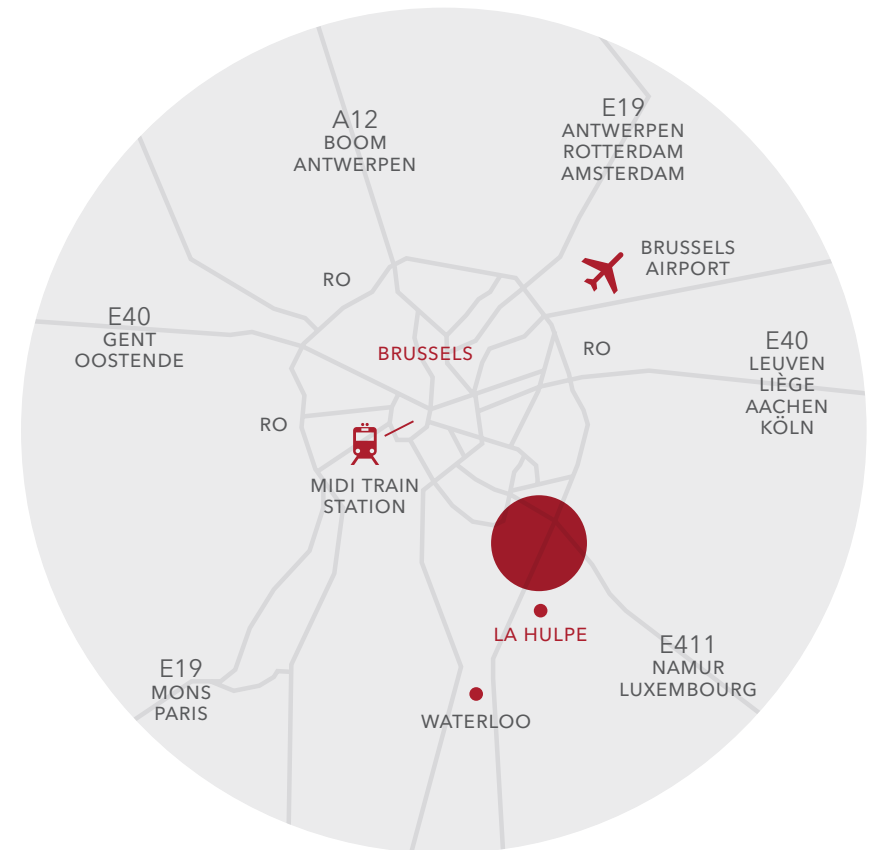 A12
BOOM
ANTWERPEN
E19
ANTWERPEN
ROTTERDAM
AMSTERDAM
BRUSSELS
AIRPORT
RO
E40
GENT
OOSTENDE
BRUSSELS
RO
E40
LEUVEN
LIÈGE
AACHEN
KÖLN
RO
MIDI TRAIN
STATION
LA HULPE
E411
NAMUR
LUXEMBOURG
E19
MONS
PARIS
WATERLOO